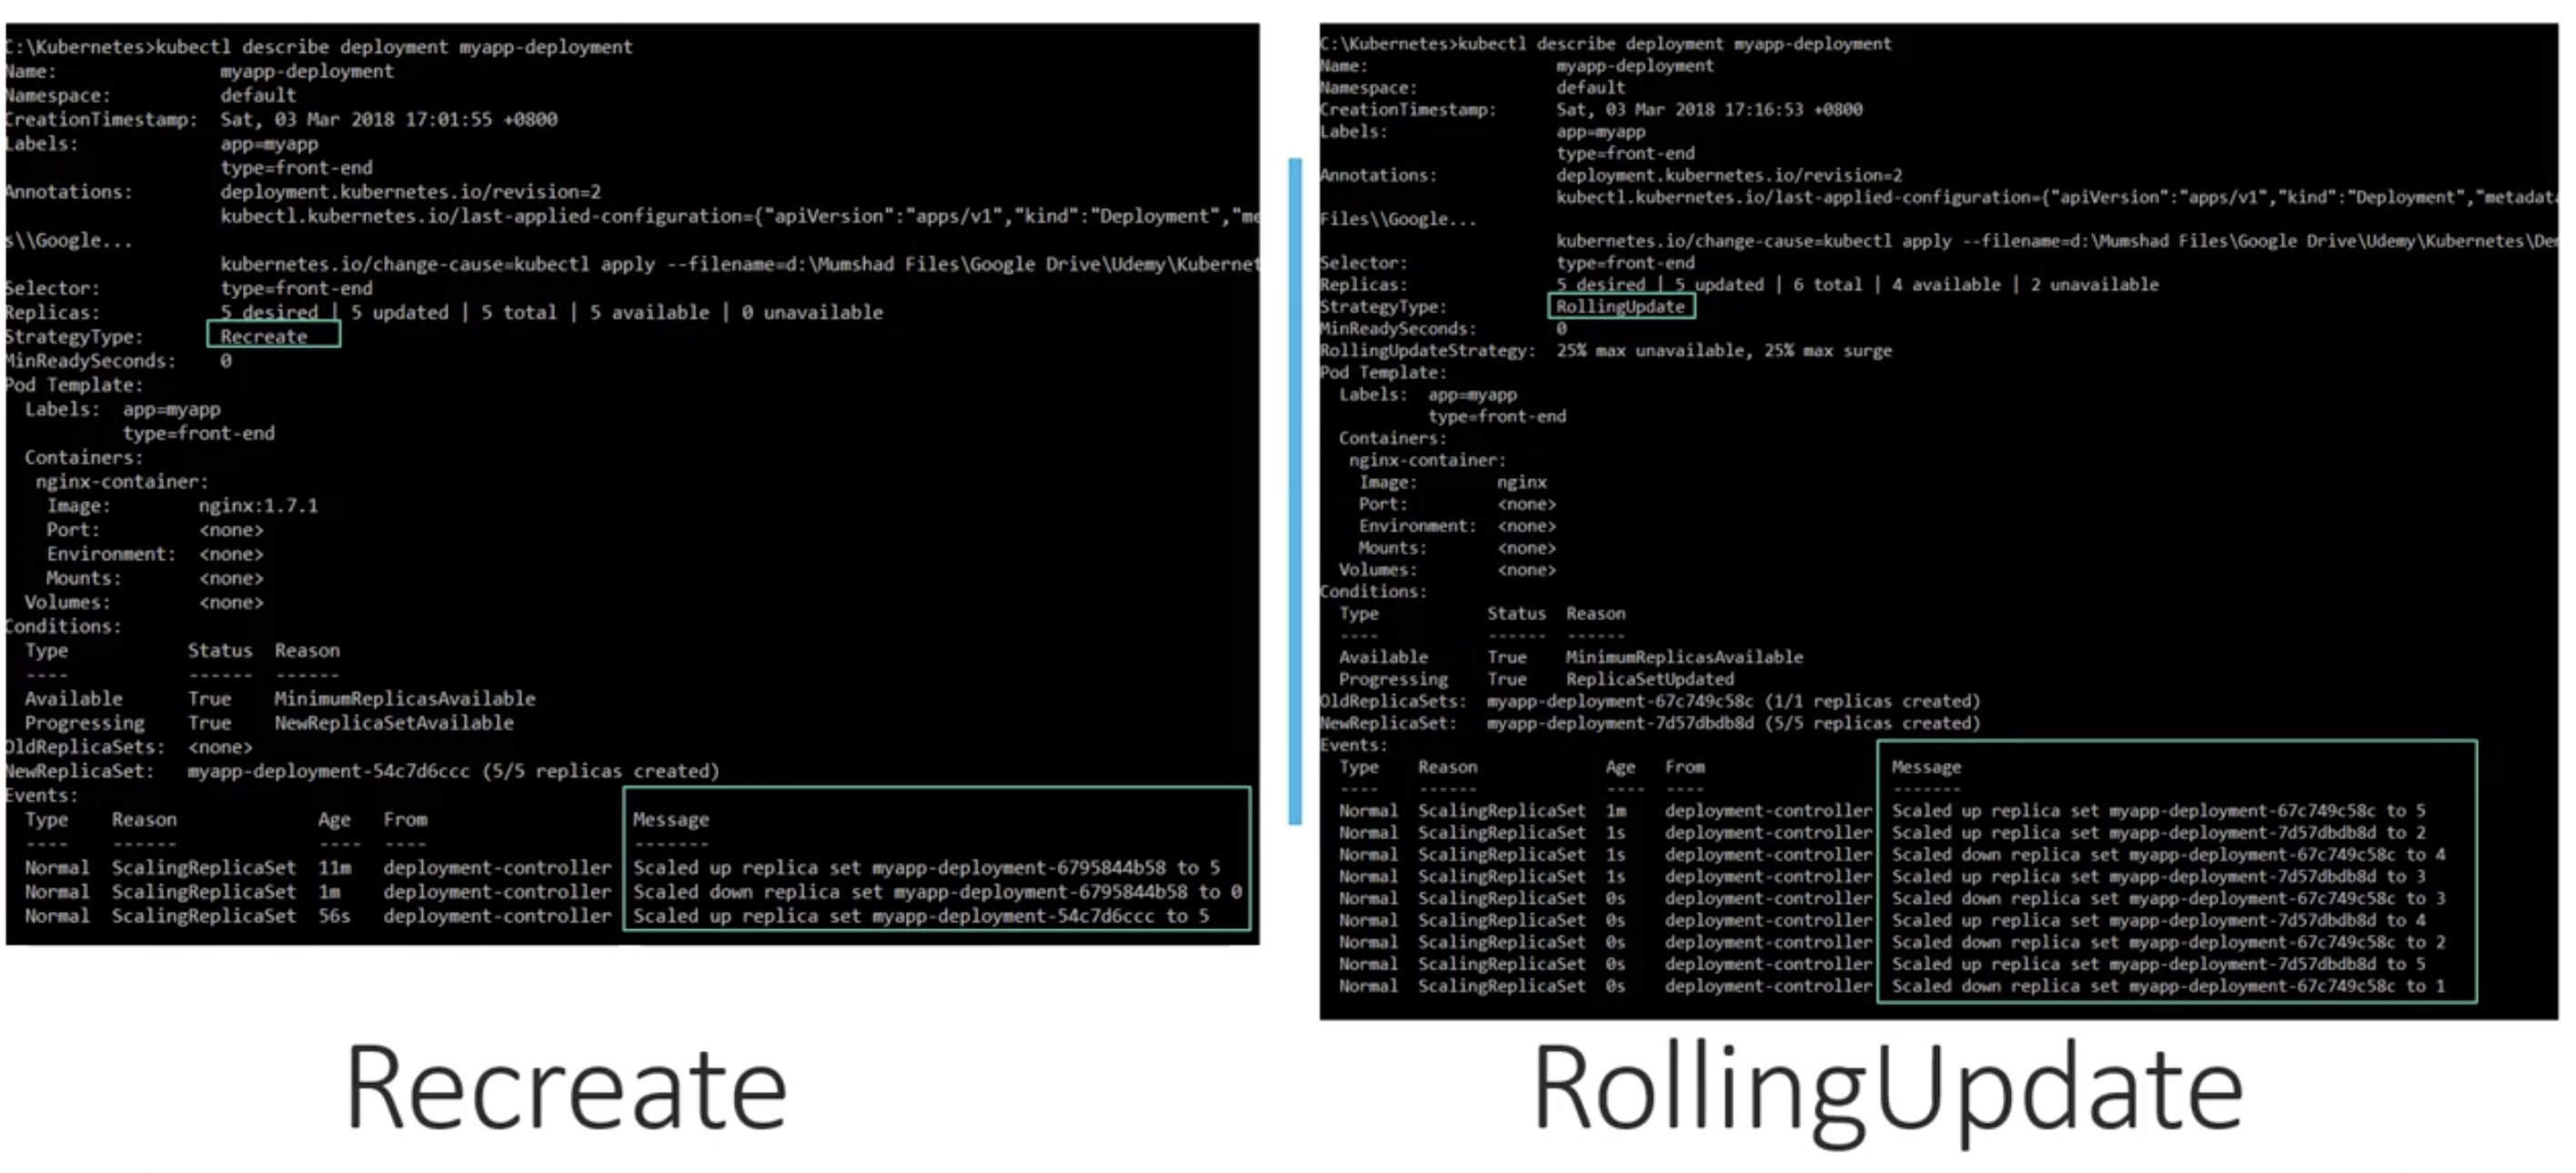 C:\Kubernetes>kubectl describe deployment myapp-deployment
Name: myapp-deployment
Namespace: default
CreationTimestamp: Sat, 03 Mar 2018 17:01:55 +0800
Labels: app=myapp
type=front-end
Annotations: deployment.kubernetes.io/revision=2
kubectl.kubernetes.io/last-applied-configuration={"apiVersion":"apps/v1","kind":"Deployment","me
s\\Google...
kubernetes.io/change-cause=kubectl apply --filename=d:\Mumshad Files\Google Drive\Udemy\Kubernet
Selector: type=front-end
Replicas: 5 desired | 5 updated | 5 total | 5 available | 0 unavailable
StrategyType: Recreate
MinReadySeconds: 0
Pod Template:
Labels: app=myapp
type=front-end
Containers:
nginx-container:
Image: nginx:1.7.1
Port: <none>
Environment: <none>
Mounts: <none>
Volumes: <none>
Conditions:
Type Status Reason
---- ------ ------
Available True MinimumReplicasAvailable
Progressing True NewReplicaSetAvailable
OldReplicaSets: <none>
NewReplicaSet: myapp-deployment-54c7d6ccc (5/5 replicas created)
Events:
Type Reason Age From Message
---- ------ ---- ---- -------
Normal ScalingReplicaSet 11m deployment-controller Scaled up replica set myapp-deployment-6795844b58 to 5
Normal ScalingReplicaSet 1m deployment-controller Scaled down replica set myapp-deployment-6795844b58 to 0
Normal ScalingReplicaSet 56s deployment-controller Scaled up replica set myapp-deployment-54c7d6ccc to 5
Recreate
C:\Kubernetes>kubectl describe deployment myapp-deployment
Name: myapp-deployment
Namespace: default
CreationTimestamp: Sat, 03 Mar 2018 17:16:53 +0800
Labels: app=myapp
type=front-end
Annotations: deployment.kubernetes.io/revision=2
kubectl.kubernetes.io/last-applied-configuration={"apiVersion":"apps/v1","kind":"Deployment","metadata
Files\\Google...
kubernetes.io/change-cause=kubectl apply --filename=d:\Mumshad Files\Google Drive\Udemy\Kubernetes\De
Selector: type=front-end
Replicas: 5 desired | 5 updated | 6 total | 4 available | 2 unavailable
StrategyType: RollingUpdate
MinReadySeconds: 0
RollingUpdateStrategy: 25% max unavailable, 25% max surge
Pod Template:
Labels: app=myapp
type=front-end
Containers:
nginx-container:
Image: nginx
Port: <none>
Environment: <none>
Mounts: <none>
Volumes: <none>
Conditions:
Type Status Reason
---- ------ ------
Available True MinimumReplicasAvailable
Progressing True ReplicaSetUpdated
OldReplicaSets: myapp-deployment-67c749c58c (1/1 replicas created)
NewReplicaSet: myapp-deployment-7d57dbdb8d (5/5 replicas created)
Events:
Type Reason Age From Message
---- ------ ---- ---- -------
Normal ScalingReplicaSet 1m deployment-controller Scaled up replica set myapp-deployment-67c749c58c to 5
Normal ScalingReplicaSet 1s deployment-controller Scaled up replica set myapp-deployment-7d57dbdb8d to 2
Normal ScalingReplicaSet 1s deployment-controller Scaled down replica set myapp-deployment-67c749c58c to 4
Normal ScalingReplicaSet 1s deployment-controller Scaled up replica set myapp-deployment-7d57dbdb8d to 3
Normal ScalingReplicaSet 0s deployment-controller Scaled down replica set myapp-deployment-67c749c58c to 3
Normal ScalingReplicaSet 0s deployment-controller Scaled up replica set myapp-deployment-7d57dbdb8d to 4
Normal ScalingReplicaSet 0s deployment-controller Scaled down replica set myapp-deployment-67c749c58c to 2
Normal ScalingReplicaSet 0s deployment-controller Scaled up replica set myapp-deployment-7d57dbdb8d to 5
Normal ScalingReplicaSet 0s deployment-controller Scaled down replica set myapp-deployment-67c749c58c to 1
RollingUpdate